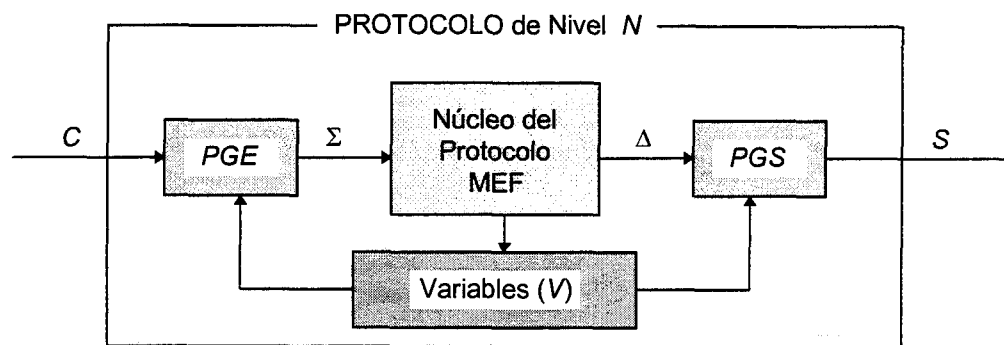 PROTOCOLO de Nivel N
C
PGE
Σ
Núcleo del
Protocolo
MEF
Δ
PGS
S
Variables (V)